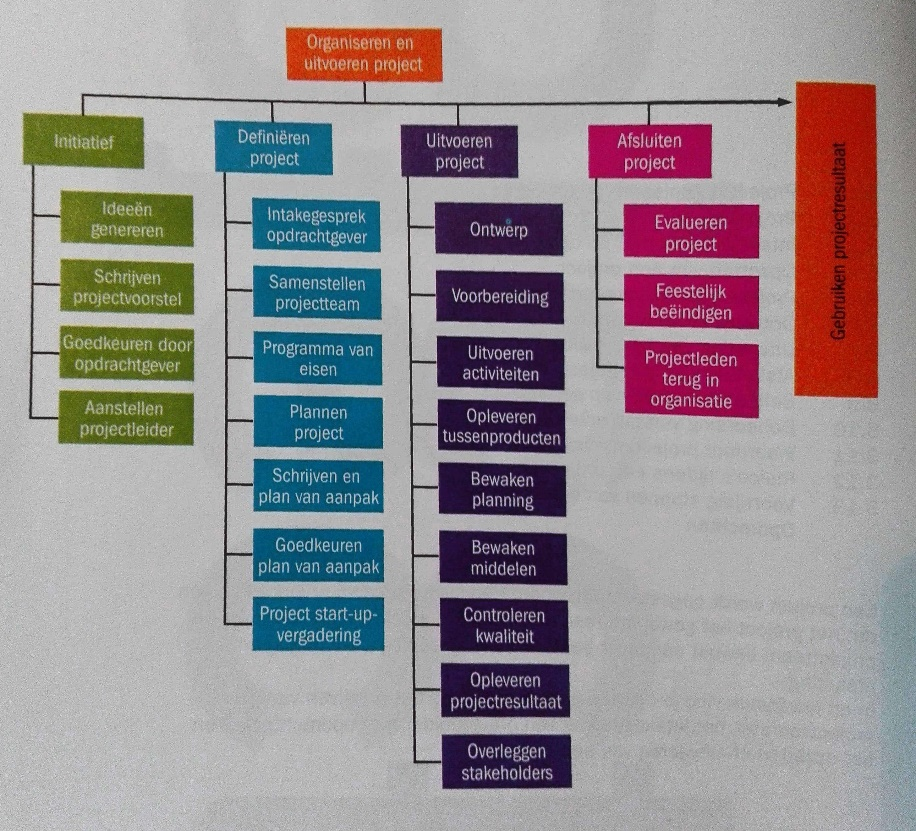 Organiseren en
uitvoeren project
Initiatief
Ideeën
genereren
Schrijven
projectvoorstel
Goedkeuren door
opdrachtgever
Aanstellen
projectleider
Definiëren
project
Intakegesprek
opdrachtgever
Samenstellen
projectteam
Programma van
eisen
Plannen
project
Schrijven en
plan van aanpak
Goedkeuren
plan van aanpak
Project start-up-
vergadering
Uitvoeren
project
Ontwerp
Voorbereiding
Uitvoeren
activiteiten
Opleveren
tussenproducten
Bewaken
planning
Bewaken
middelen
Controleren
kwaliteit
Opleveren
projectresultaat
Overleggen
stakeholders
Afsluiten
project
Evalueren
project
Feestelijk
beëindigen
Projectleden
terug in
organisatie
Gebruiken projectresultaat